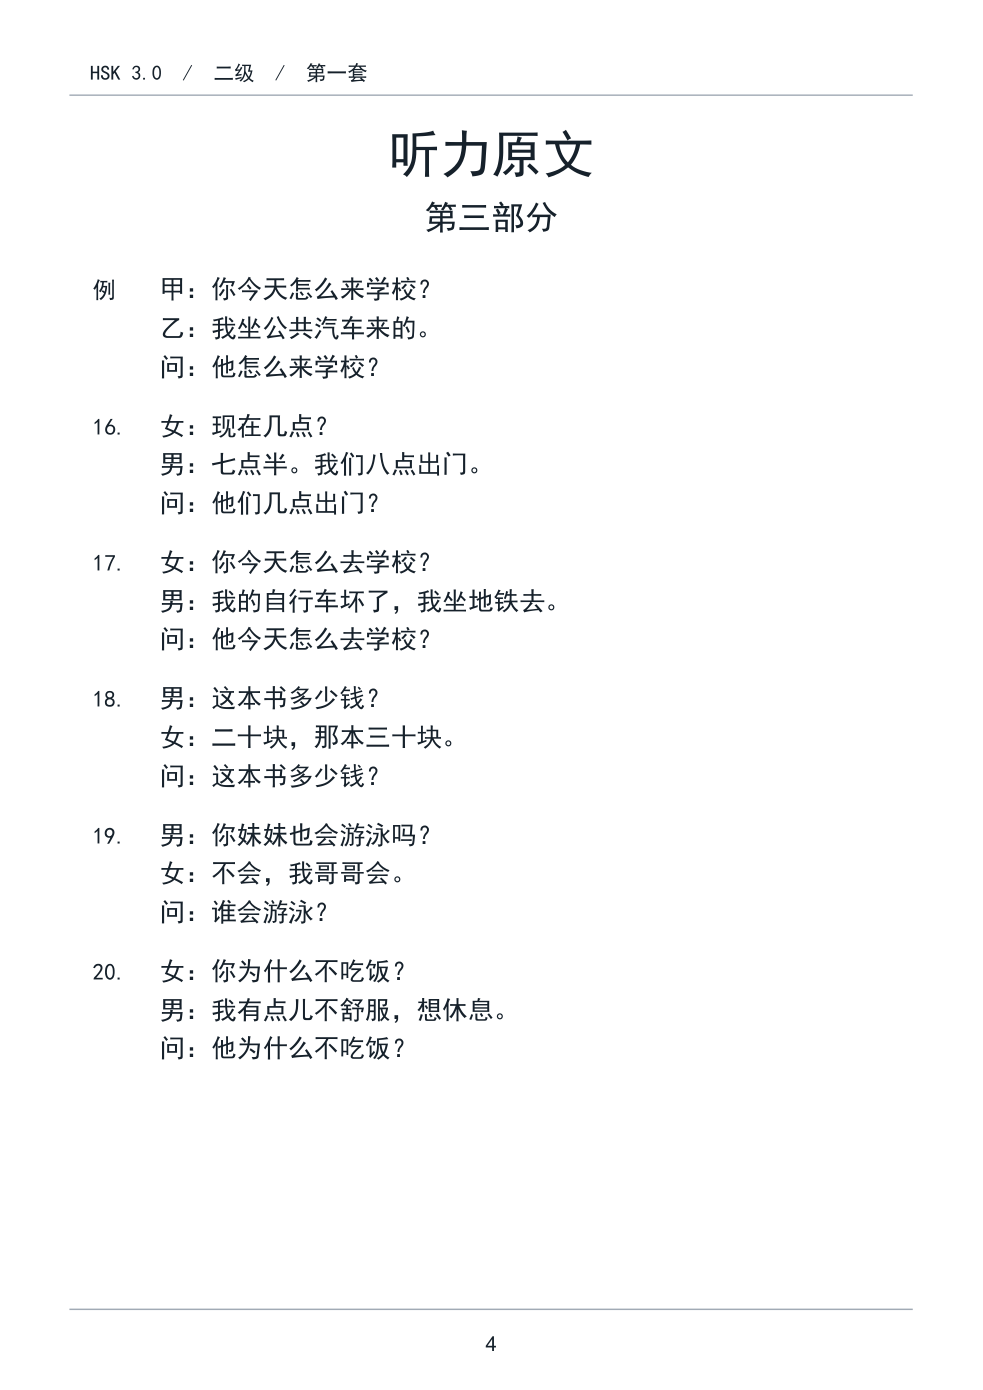 HSK 3.0 / 二级 / 第一套
听力原文
第三部分
例 甲：你今天怎么来学校？
乙：我坐公共汽车来的。
问：他怎么来学校？
16. 女：现在几点？
男：七点半。我们八点出门。
问：他们几点出门？
17. 女：你今天怎么去学校？
男：我的自行车坏了，我坐地铁去。
问：他今天怎么去学校？
18. 男：这本书多少钱？
女：二十块，那本三十块。
问：这本书多少钱？
19. 男：你妹妹也会游泳吗？
女：不会，我哥哥会。
问：谁会游泳？
20. 女：你为什么不吃饭？
男：我有点儿不舒服，想休息。
问：他为什么不吃饭？
4